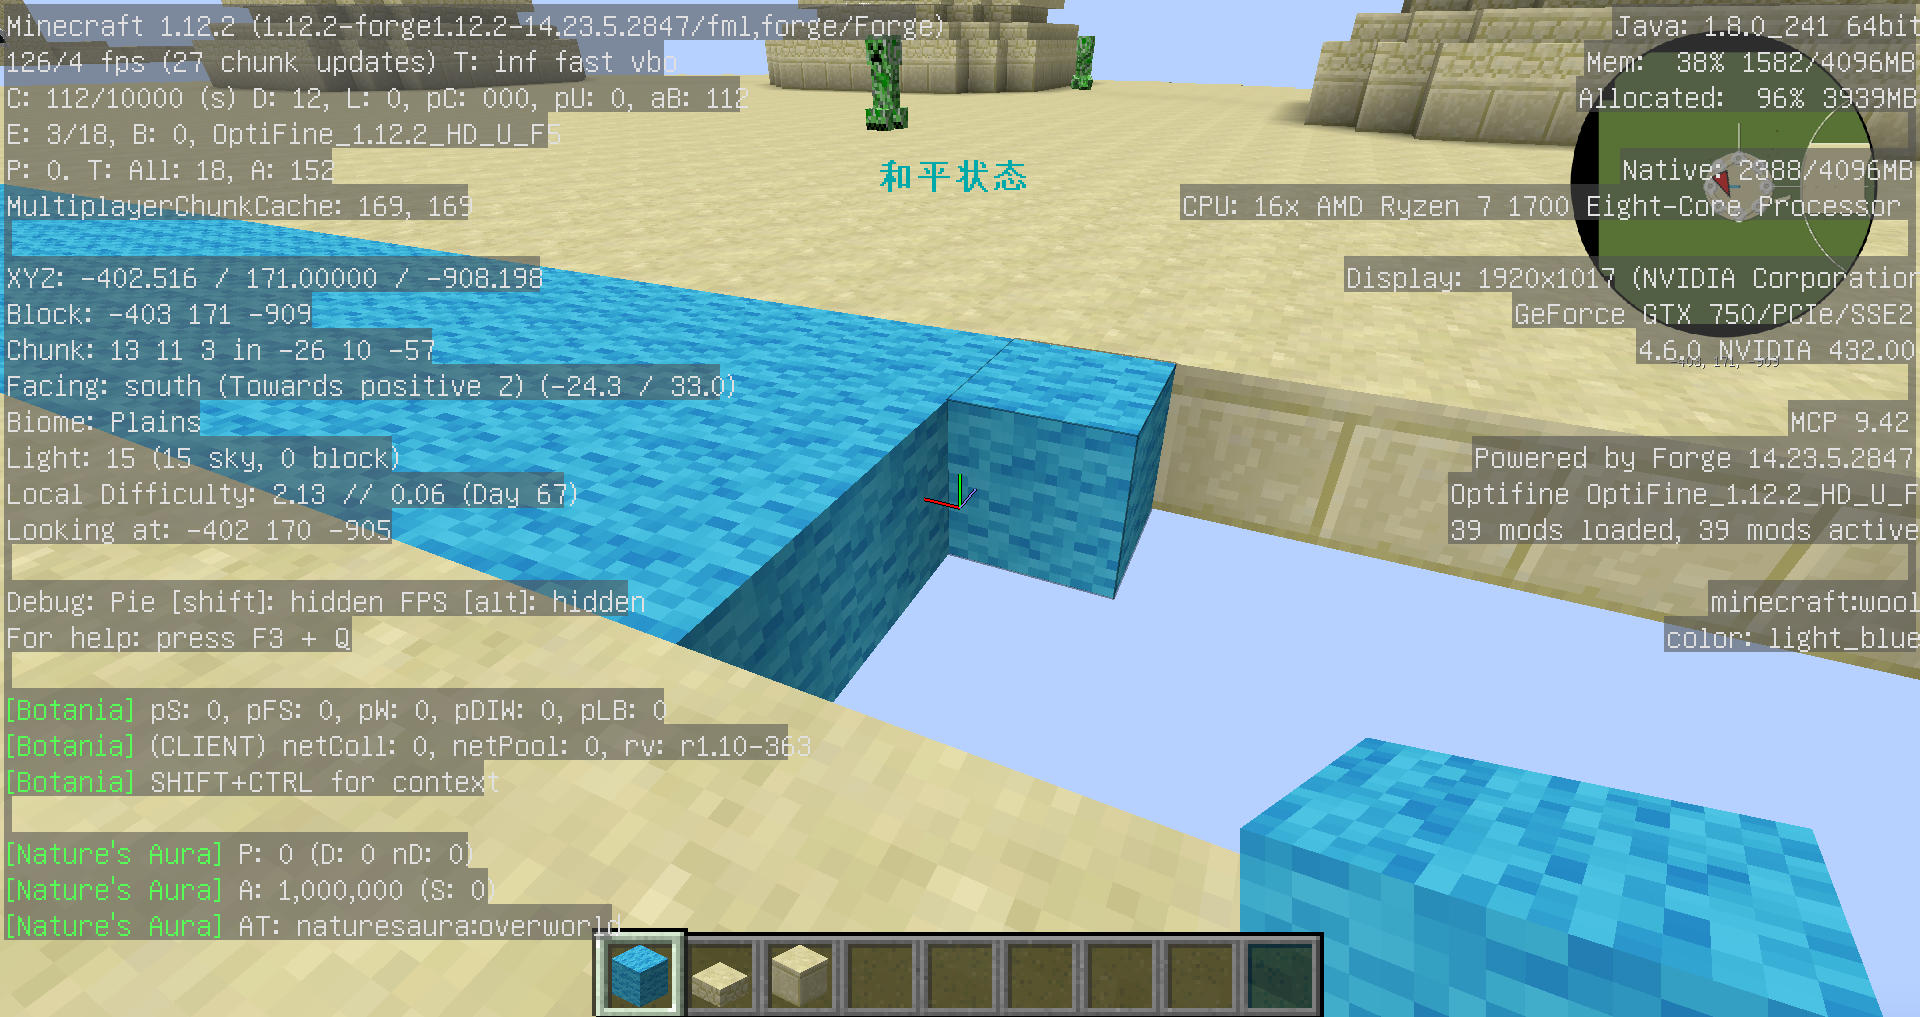 Minecraft 1.12.2 (1.12.2-forge1.12.2-14.23.5.2847/fml,forge/Forge)
126/4 fps (27 chunk updates) T: inf fast vbo
C: 112/10000 (s) D: 12, L: 0, pC: 000, pU: 0, aB: 112
E: 3/18, B: 0, OptiFine_1.12.2_HD_U_F5
P: 0. T: All: 18, A: 152
MultiplayerChunkCache: 169, 169
XYZ: -402.516 / 171.00000 / -908.198
Block: -403 171 -909
Chunk: 13 11 3 in -26 10 -57
Facing: south (Towards positive Z) (-24.3 / 33.0)
Biome: Plains
Light: 15 (15 sky, 0 block)
Local Difficulty: 2.13 // 0.06 (Day 67)
Looking at: -402 170 -905
Debug: Pie [shift]: hidden FPS [alt]: hidden
For help: press F3 + Q
[Botania] pS: 0, pFS: 0, pW: 0, pDIW: 0, pLB: 0
[Botania] (CLIENT) netColl: 0, netPool: 0, rv: r1.10-363
[Botania] SHIFT+CTRL for context
[Nature's Aura] P: 0 (D: 0 nD: 0)
[Nature's Aura] A: 1,000,000 (S: 0)
[Nature's Aura] AT: naturesaura:overworld
和平状态
Java: 1.8.0_241 64bit
Mem: 38% 1582/4096MB
Allocated: 96% 3939MB
Native: 2388/4096MB
CPU: 16x AMD Ryzen 7 1700 Eight-Core Processor
Display: 1920x1017 (NVIDIA Corporation
GeForce GTX 750/PCIe/SSE2
4.6.0 NVIDIA 432.00
-403, 171, -909
MCP 9.42
Powered by Forge 14.23.5.2847
Optifine OptiFine_1.12.2_HD_U_F
39 mods loaded, 39 mods active
minecraft:wool
color: light_blue